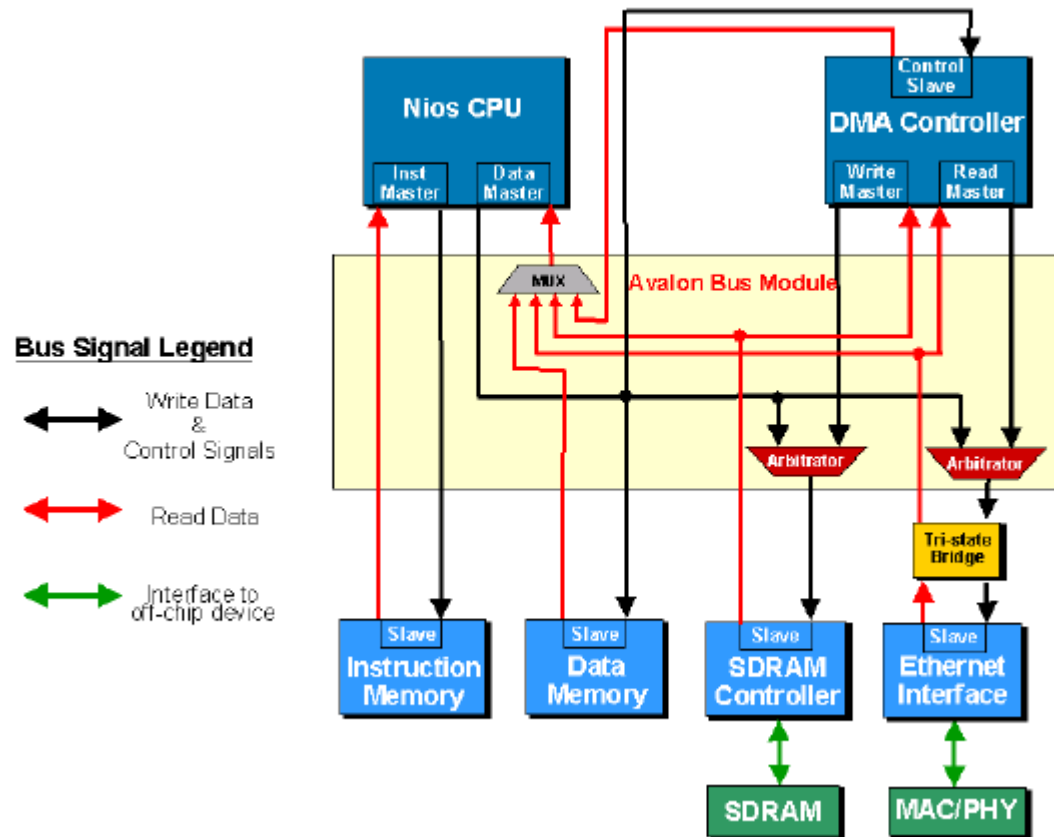 Control
Slave
Nios CPU
DMA Controller
Inst
Master
Data
Master
Write
Master
Read
Master
MUX
Avalon Bus Module
Bus Signal Legend
Write Data
&
Control Signals
Read Data
Interface to
off-chip device
Arbitrator
Arbitrator
Tri-state
Bridge
Slave
Instruction
Memory
Slave
Data
Memory
Slave
SDRAM
Controller
Slave
Ethernet
Interface
SDRAM
MAC/PHY